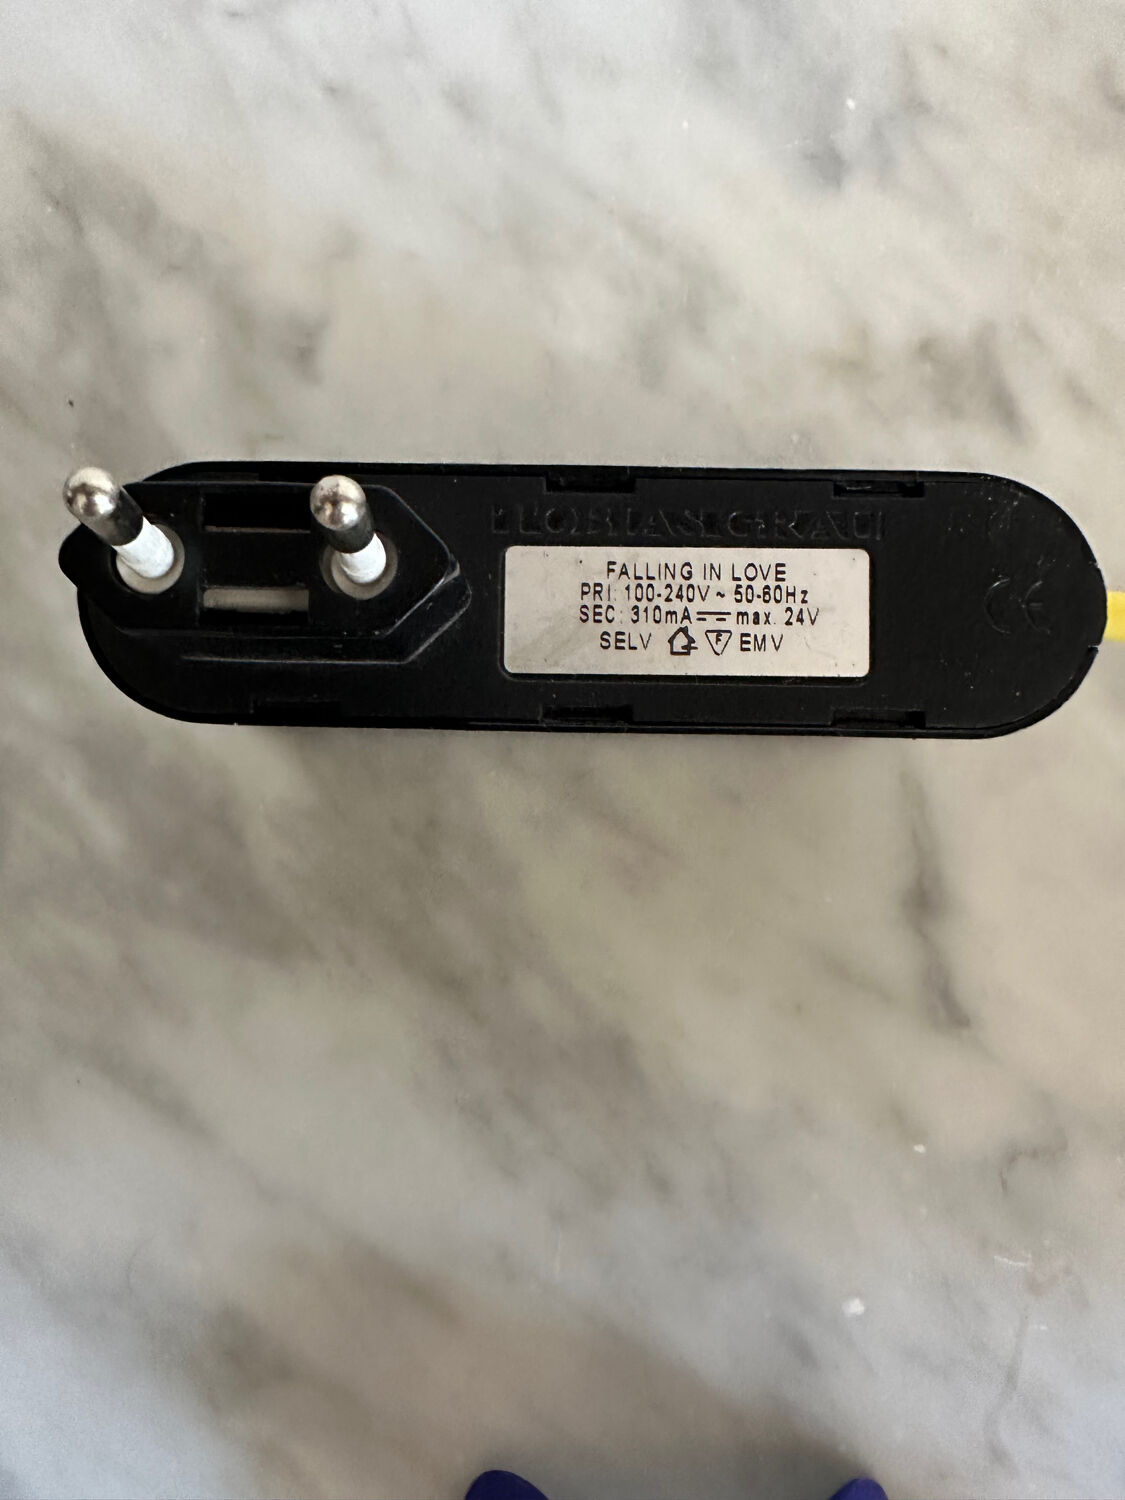 TOBIAS GRAU
FALLING IN LOVE
PRI: 100-240V ~ 50-60Hz
SEC: 310mA⎓ max. 24V
SELV F EMV
CE